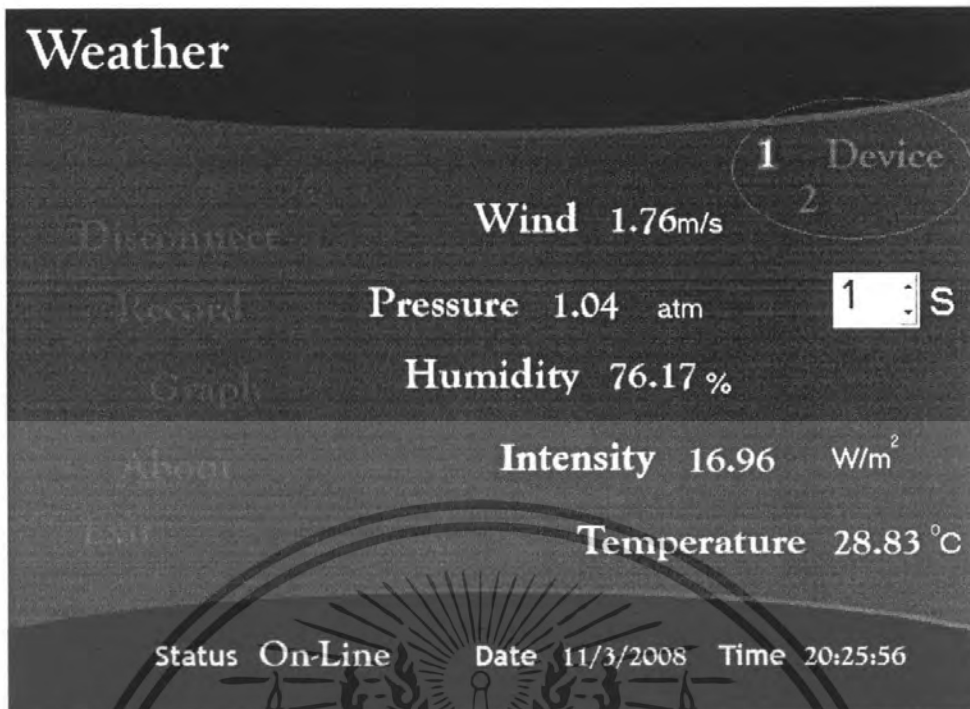 Weather
1 Device
2
Wind 1.76m/s
Disconnect
Pressure 1.04 atm
1 S
Record
Humidity 76.17 %
Graph
Intensity 16.96 W/m²
About
Exit
Temperature 28.83 °C
Status On-Line Date 11/3/2008 Time 20:25:56